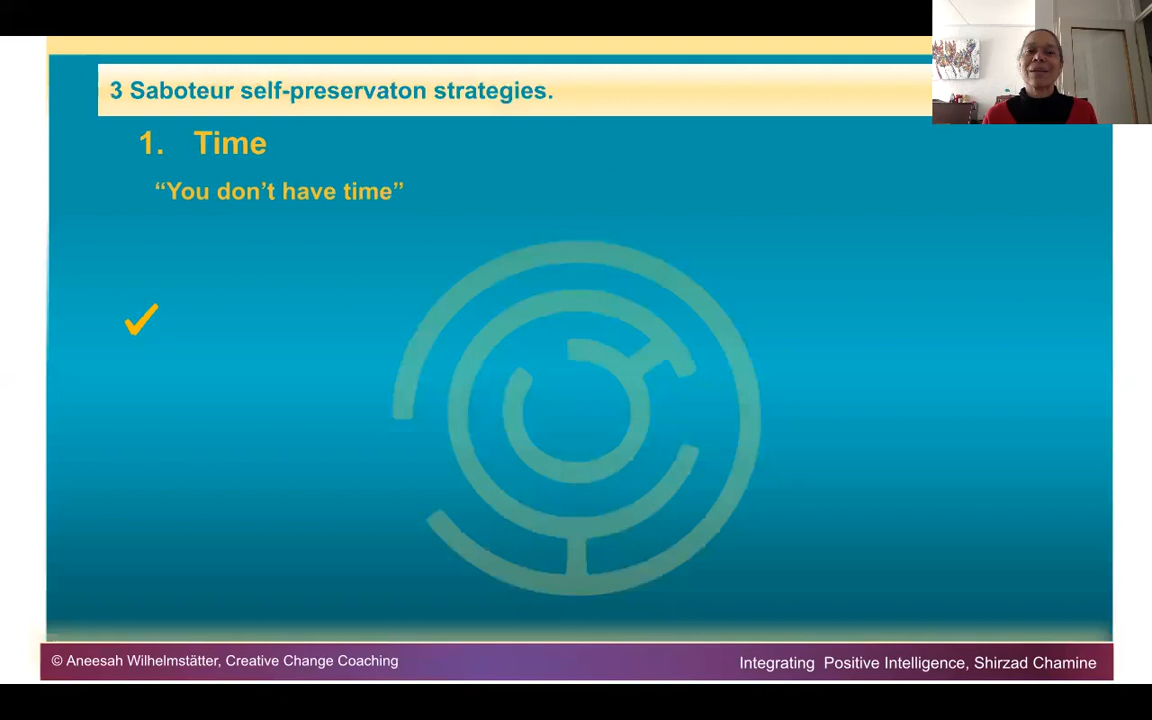 3 Saboteur self-preservaton strategies.
1. Time
“You don’t have time”
© Aneesah Wilhelmstätter, Creative Change Coaching
Integrating Positive Intelligence, Shirzad Chamine